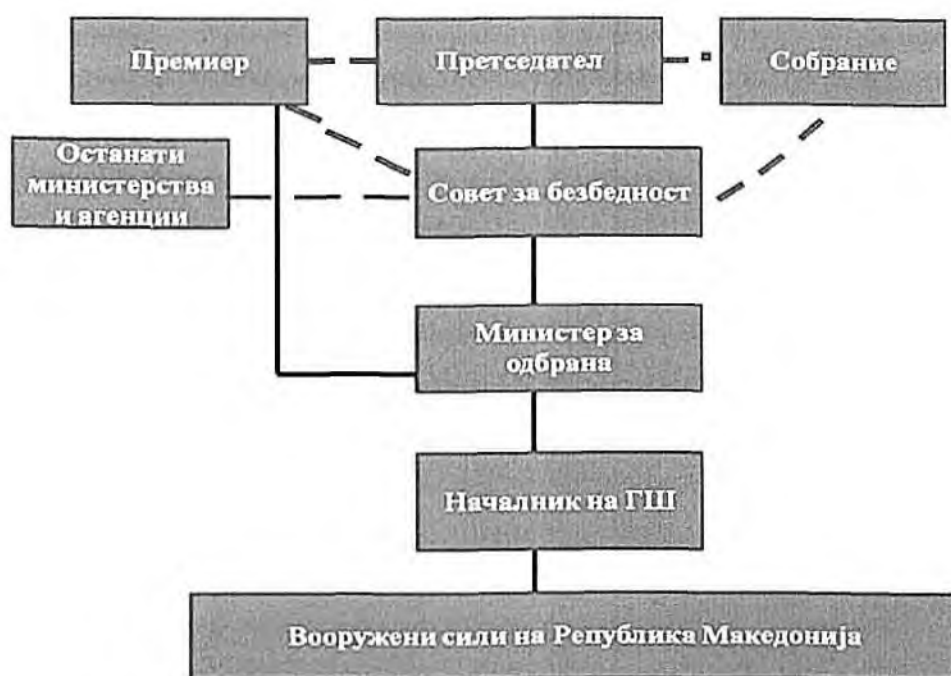 Премиер
Претседател
Собрание
Останати
министерства
и агенции
Совет за безбедност
Министер за
одбрана
Началник на ГШ
Вооружени сили на Република Македонија